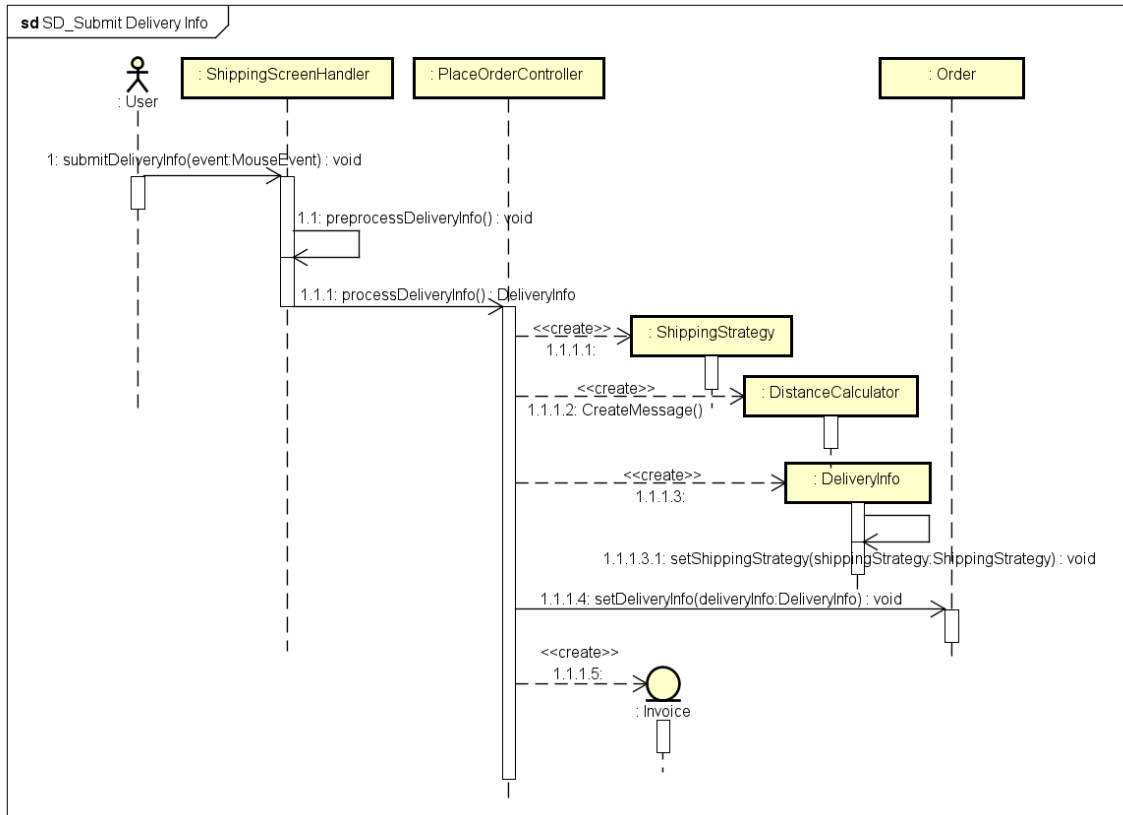 sd SD_Submit Delivery Info
: User
: ShippingScreenHandler
: PlaceOrderController
: Order
1: submitDeliveryInfo(event:MouseEvent) : void
1.1: preprocessDeliveryInfo() : void
1.1.1: processDeliveryInfo() : DeliveryInfo
<<create>>
1.1.1.1:
: ShippingStrategy
<<create>>
1.1.1.2: CreateMessage()
: DistanceCalculator
<<create>>
1.1.1.3:
: DeliveryInfo
1.1.1.3.1: setShippingStrategy(shippingStrategy:ShippingStrategy) : void
1.1.1.4: setDeliveryInfo(deliveryInfo:DeliveryInfo) : void
<<create>>
1.1.1.5:
: Invoice